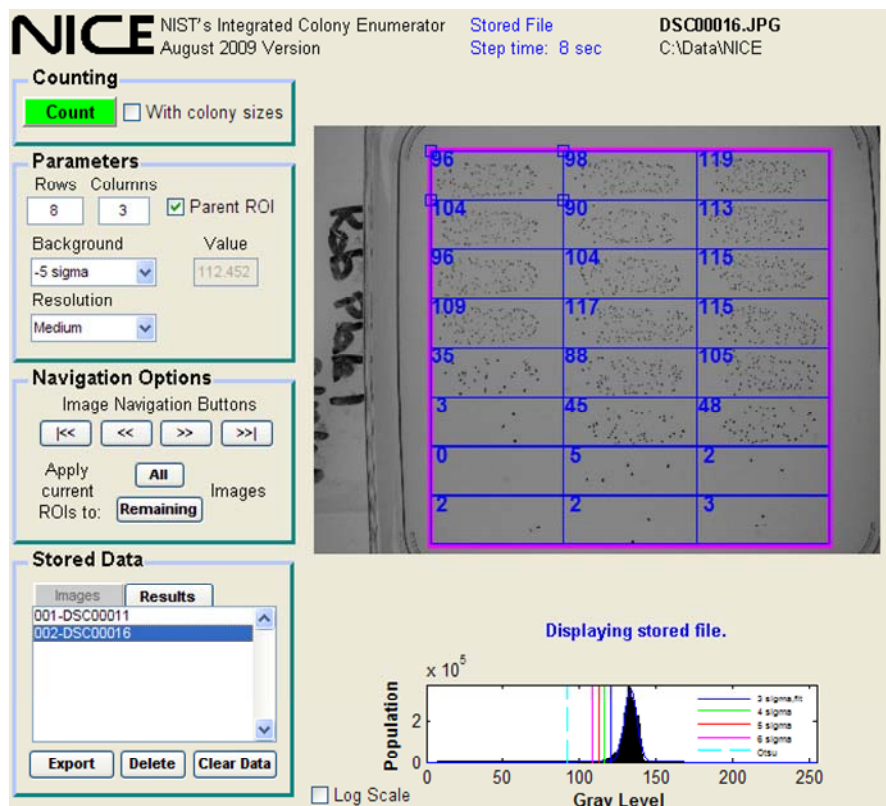 NICE
NIST's Integrated Colony Enumerator
August 2009 Version
Stored File
Step time: 8 sec
DSC00016.JPG
C:\Data\NICE
Counting
Count
With colony sizes
Parameters
Rows Columns
8 3 Parent ROI
Background Value
-5 sigma 112.452
Resolution
Medium
Navigation Options
Image Navigation Buttons
|<< << >> >>|
Apply
current
ROIs to:
All
Remaining
Images
Stored Data
Images Results
001-DSC00011
002-DSC00016
Export Delete Clear Data
96 98 119
104 90 113
96 104 115
109 117 115
35 88 105
3 45 48
0 5 2
2 2 3
Displaying stored file.
x 10^5
Population
2
0
0 50 100 150 200 250
Gray Level
3 sigma,fit
4 sigma
5 sigma
6 sigma
Otsu
Log Scale